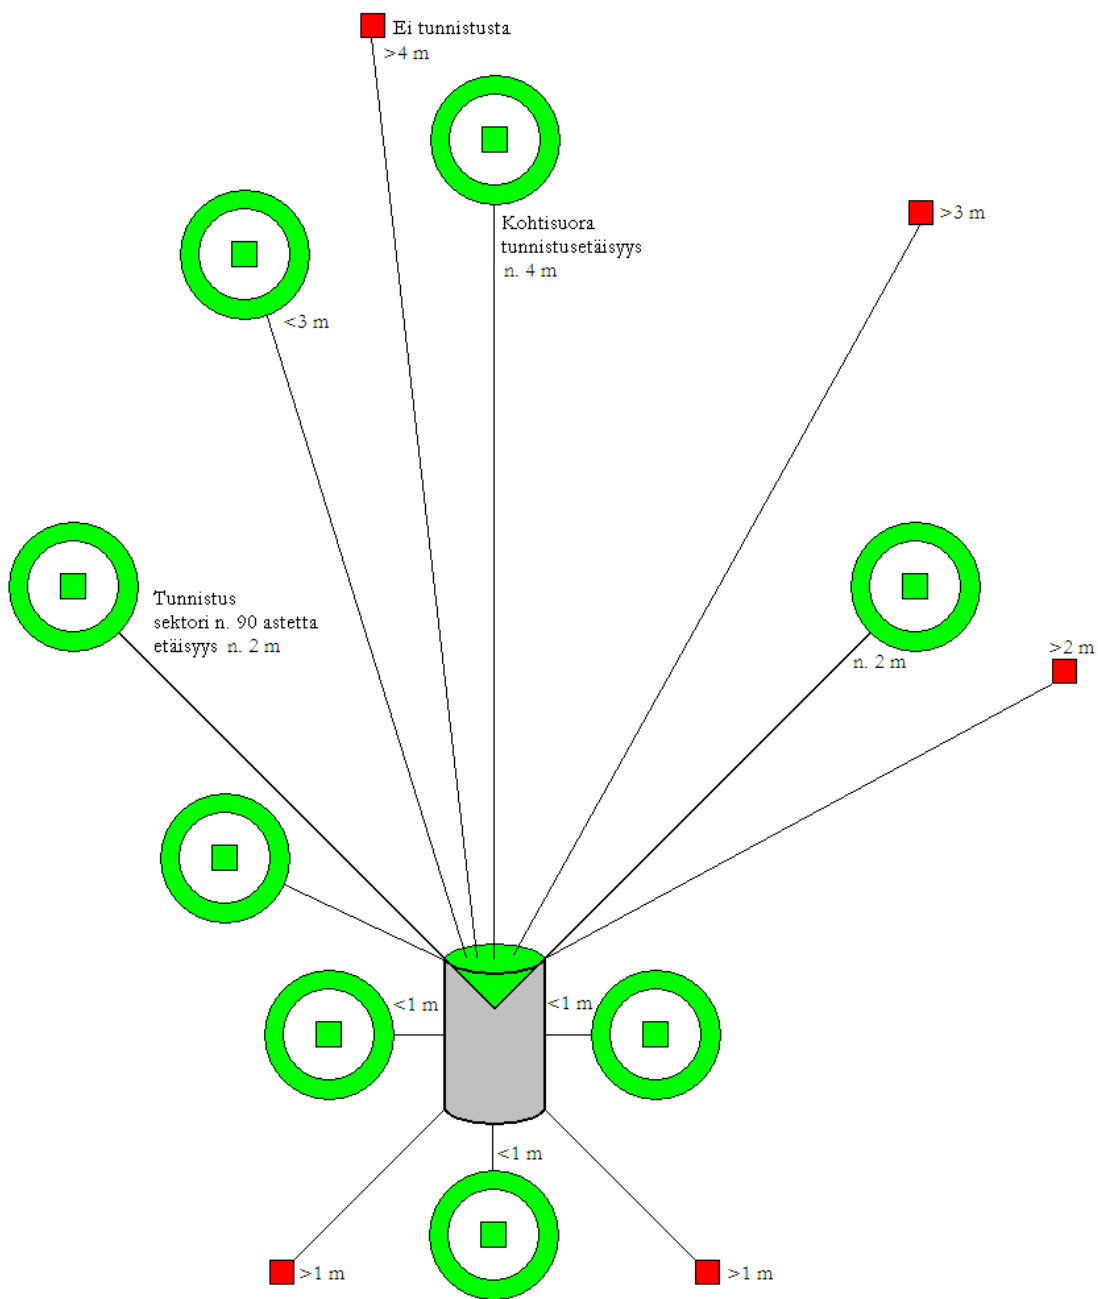 Ei tunnistusta
>4 m
>3 m
Kohtisuora
tunnistusetäisyys
n. 4 m
<3 m
Tunnistus
sektori n. 90 astetta
etäisyys n. 2 m
n. 2 m
>2 m
<1 m
<1 m
<1 m
>1 m
>1 m